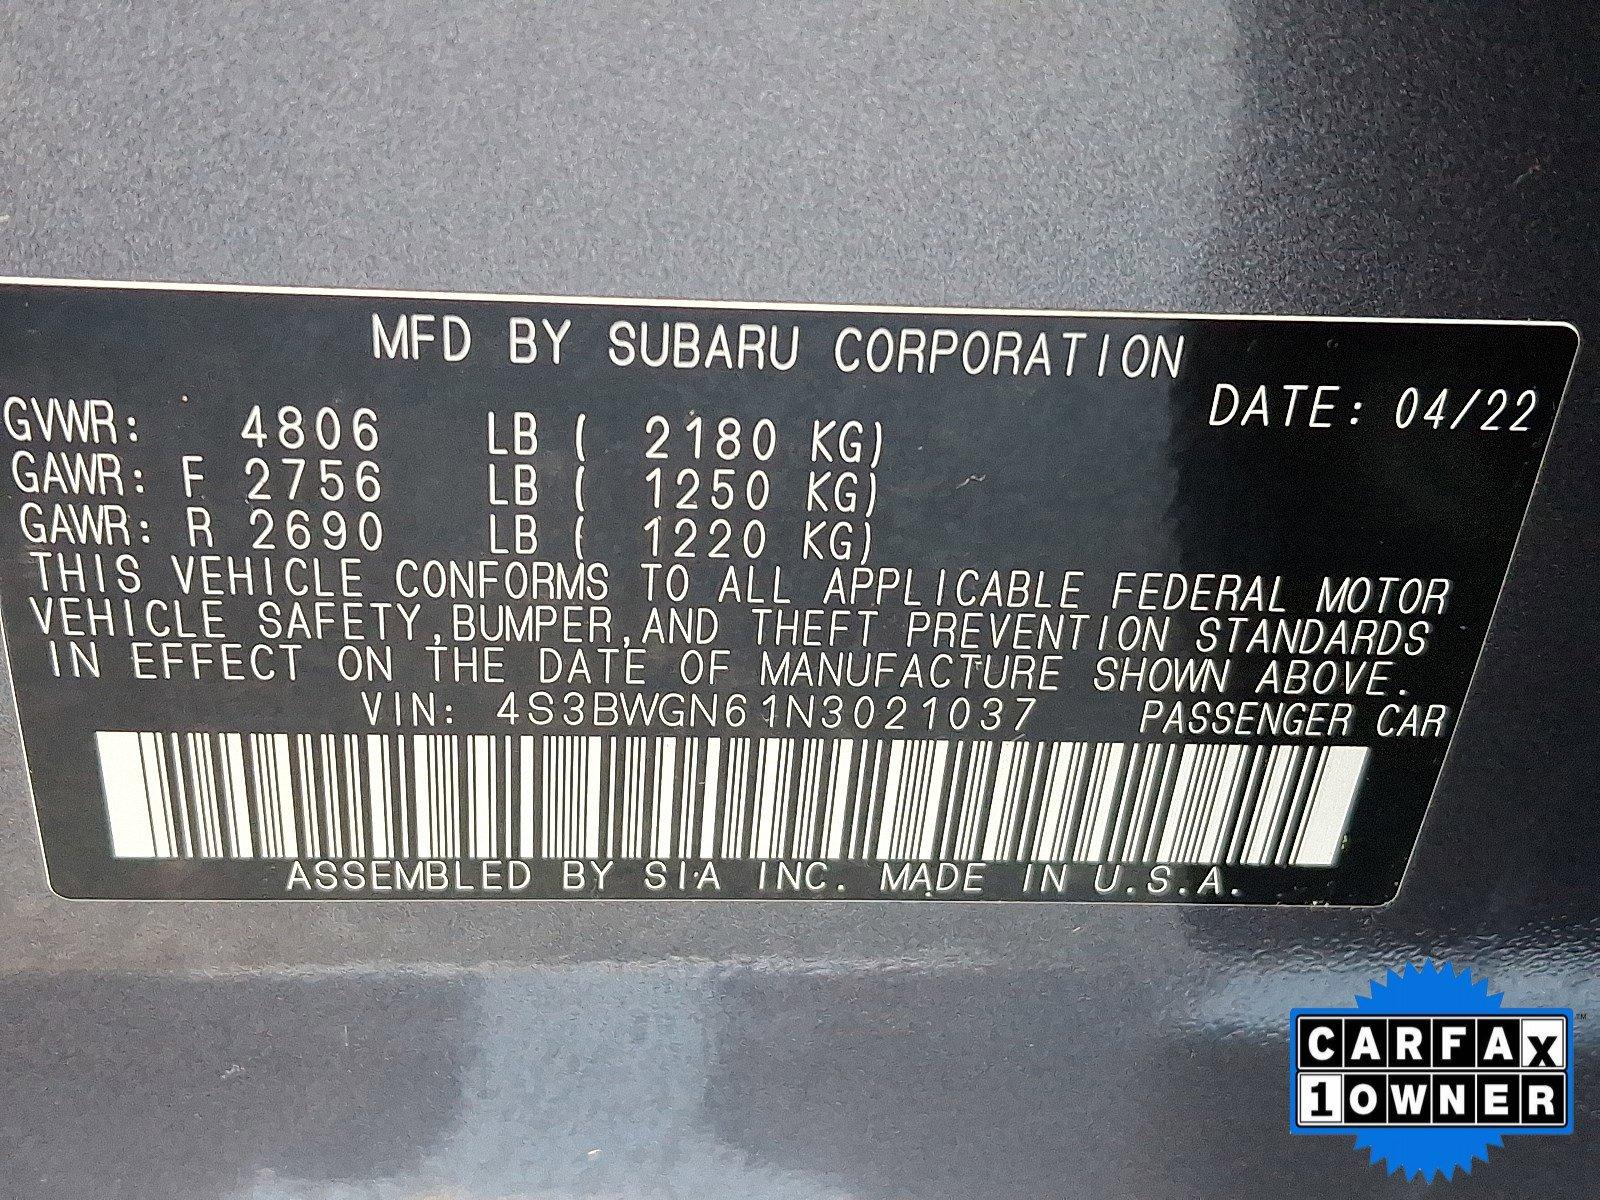 MFD BY SUBARU CORPORATION
DATE: 04/22
GVWR: 4806 LB ( 2180 KG)
GAWR: F 2756 LB ( 1250 KG)
GAWR: R 2690 LB ( 1220 KG)
THIS VEHICLE CONFORMS TO ALL APPLICABLE FEDERAL MOTOR
VEHICLE SAFETY,BUMPER,AND THEFT PREVENTION STANDARDS
IN EFFECT ON THE DATE OF MANUFACTURE SHOWN ABOVE.
VIN: 4S3BWGN61N3021037 PASSENGER CAR
ASSEMBLED BY SIA INC. MADE IN U.S.A.
CARFAX ™
1 OWNER